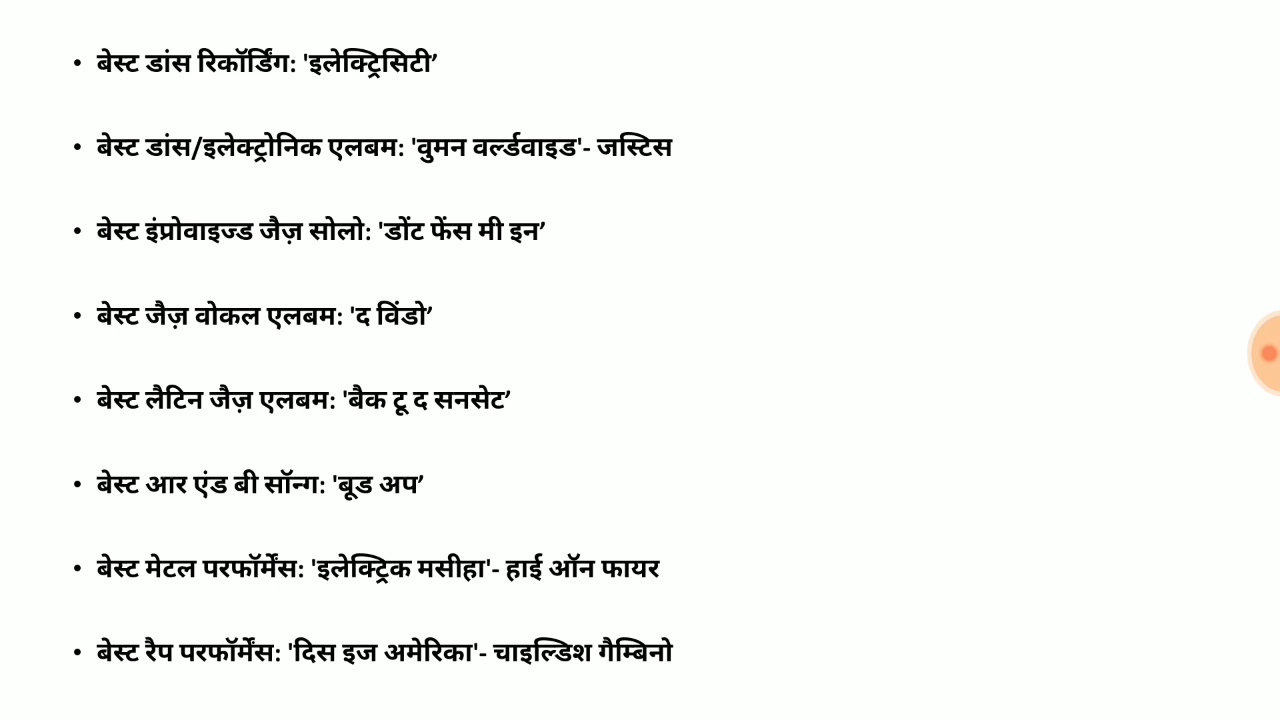 • बेस्ट डांस रिकॉर्डिंग: 'इलेक्ट्रिसिटी’
• बेस्ट डांस/इलेक्ट्रोनिक एलबम: 'वुमन वर्ल्डवाइड'- जस्टिस
• बेस्ट इंप्रोवाइज्ड जैज़ सोलो: 'डोंट फेंस मी इन’
• बेस्ट जैज़ वोकल एलबम: 'द विंडो’
• बेस्ट लैटिन जैज़ एलबम: 'बैक टू द सनसेट’
• बेस्ट आर एंड बी सॉन्ग: 'बूड अप’
• बेस्ट मेटल परफॉर्मेंस: 'इलेक्ट्रिक मसीहा'- हाई ऑन फायर
• बेस्ट रैप परफॉर्मेंस: 'दिस इज अमेरिका'- चाइल्डिश गैम्बिनो